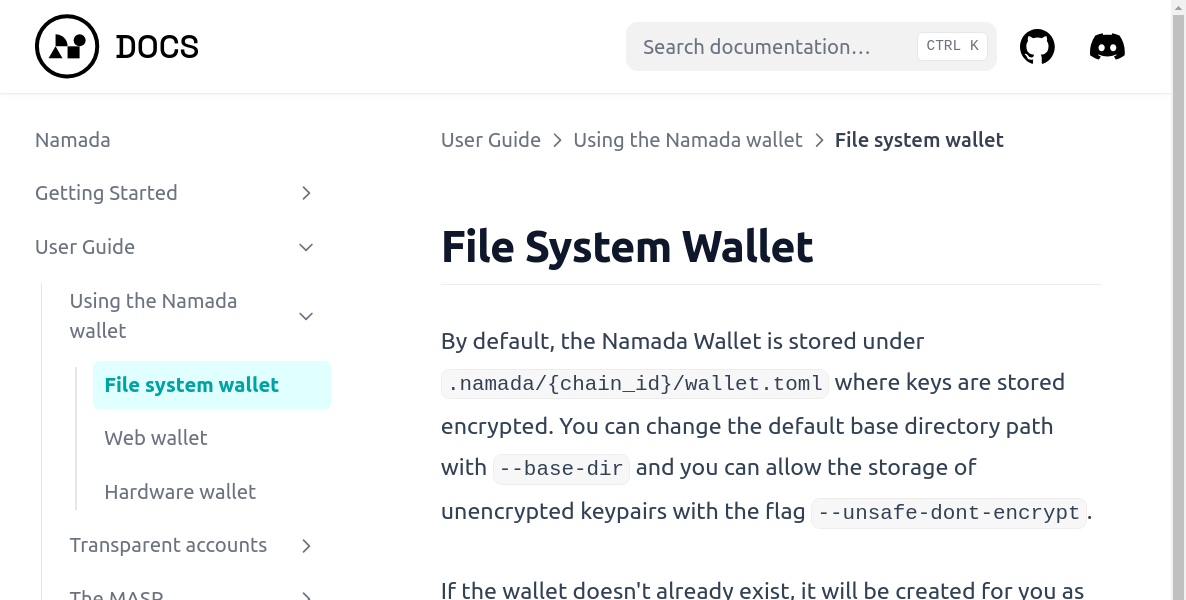 DOCS
Search documentation…
CTRL K
Namada
Getting Started
User Guide
Using the Namada
wallet
File system wallet
Web wallet
Hardware wallet
Transparent accounts
The MASP
User Guide > Using the Namada wallet > File system wallet
File System Wallet
By default, the Namada Wallet is stored under
.namada/{chain_id}/wallet.toml where keys are stored
encrypted. You can change the default base directory path
with --base-dir and you can allow the storage of
unencrypted keypairs with the flag --unsafe-dont-encrypt.
If the wallet doesn't already exist, it will be created for you as